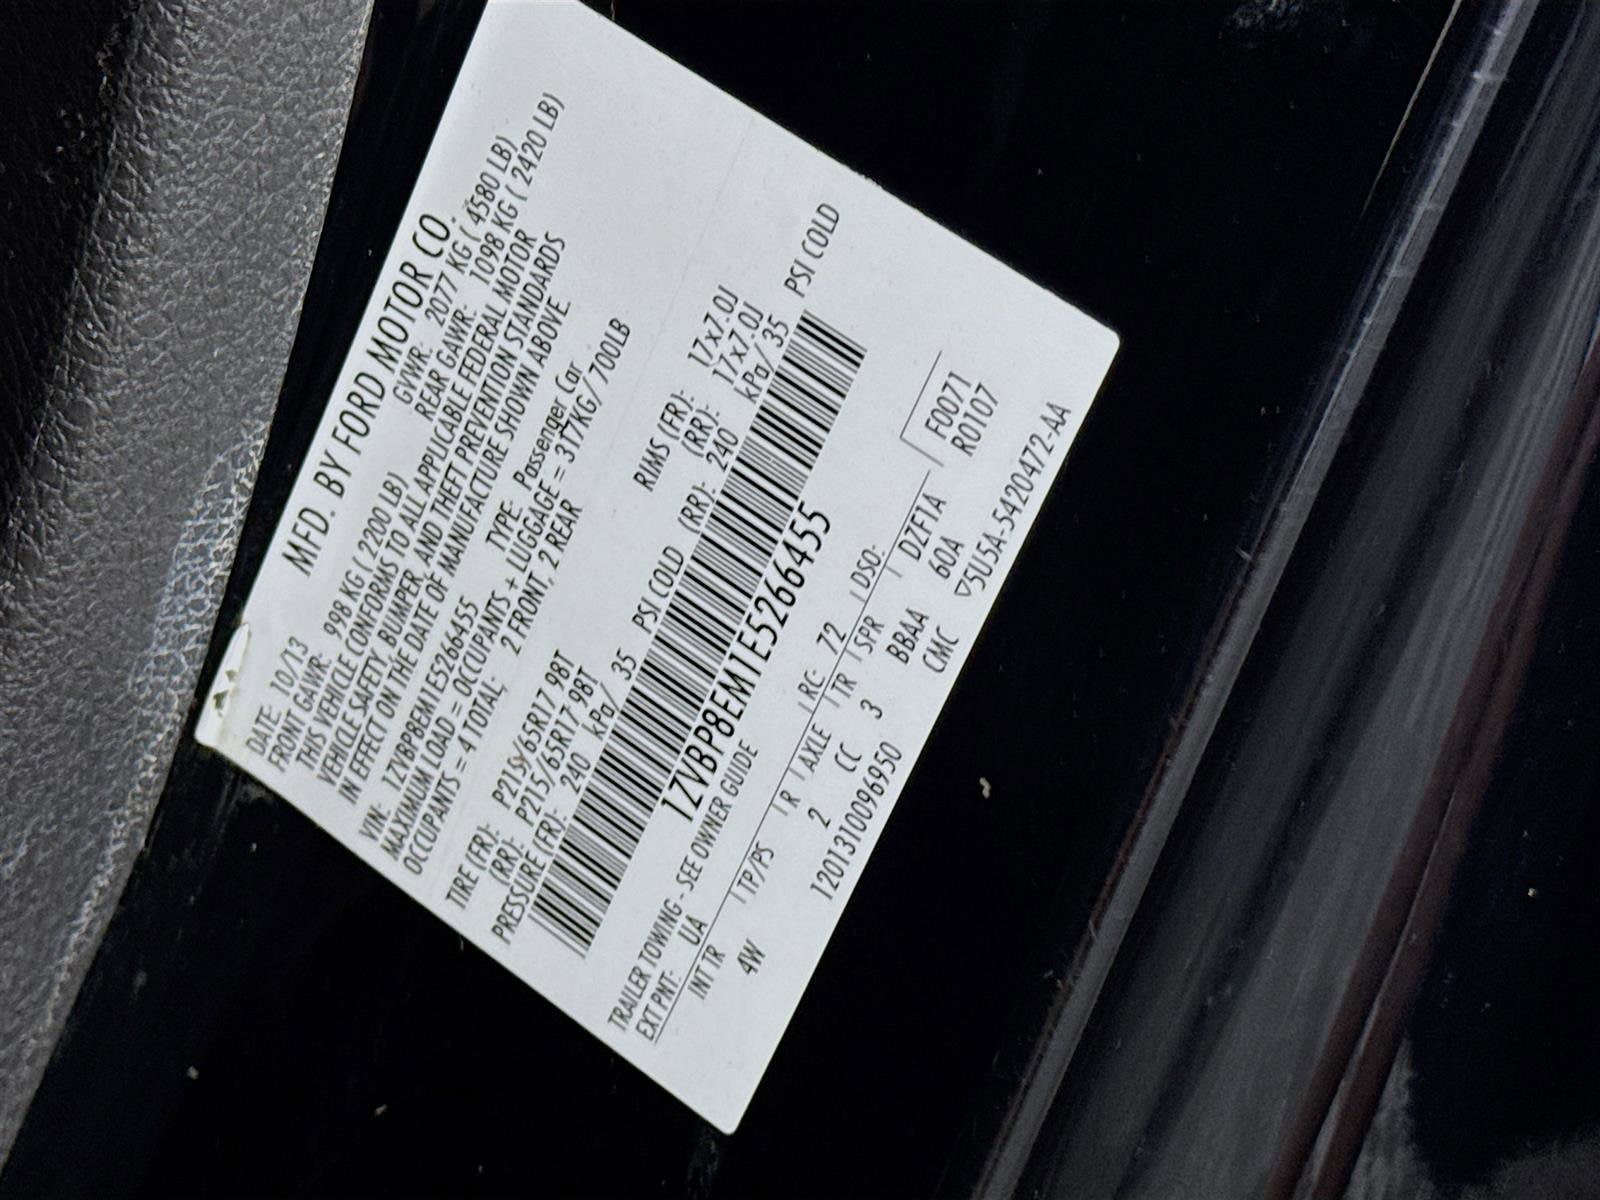 MFD. BY FORD MOTOR CO.
DATE: 10/13 GVWR: 2077 KG ( 4580 LB)
FRONT GAWR: 998 KG ( 2200 LB) REAR GAWR: 1098 KG ( 2420 LB)
THIS VEHICLE CONFORMS TO ALL APPLICABLE FEDERAL MOTOR
VEHICLE SAFETY, BUMPER, AND THEFT PREVENTION STANDARDS
IN EFFECT ON THE DATE OF MANUFACTURE SHOWN ABOVE.
VIN: 1ZVBP8EM1E5266455 TYPE: Passenger Car
MAXIMUM LOAD = OCCUPANTS + LUGGAGE = 317KG/700LB
OCCUPANTS = 4 TOTAL; 2 FRONT, 2 REAR
TIRE (FR): P215/65R17 98T RIMS (FR): 17x7.0J
(RR): P215/65R17 98T (RR): 17x7.0J
PRESSURE (FR): 240 kPa/ 35 PSI COLD (RR): 240 kPa/ 35 PSI COLD
1ZVBP8EM1E5266455
TRAILER TOWING - SEE OWNER GUIDE
EXT PNT: UA RC: 72 DSO:
INT TR TP/PS R AXLE TR SPR DZF1A F0071
4W 2 CC 3 BBAA 60A R0107
1201310096950 CMC ▽5U5A-5420472-AA